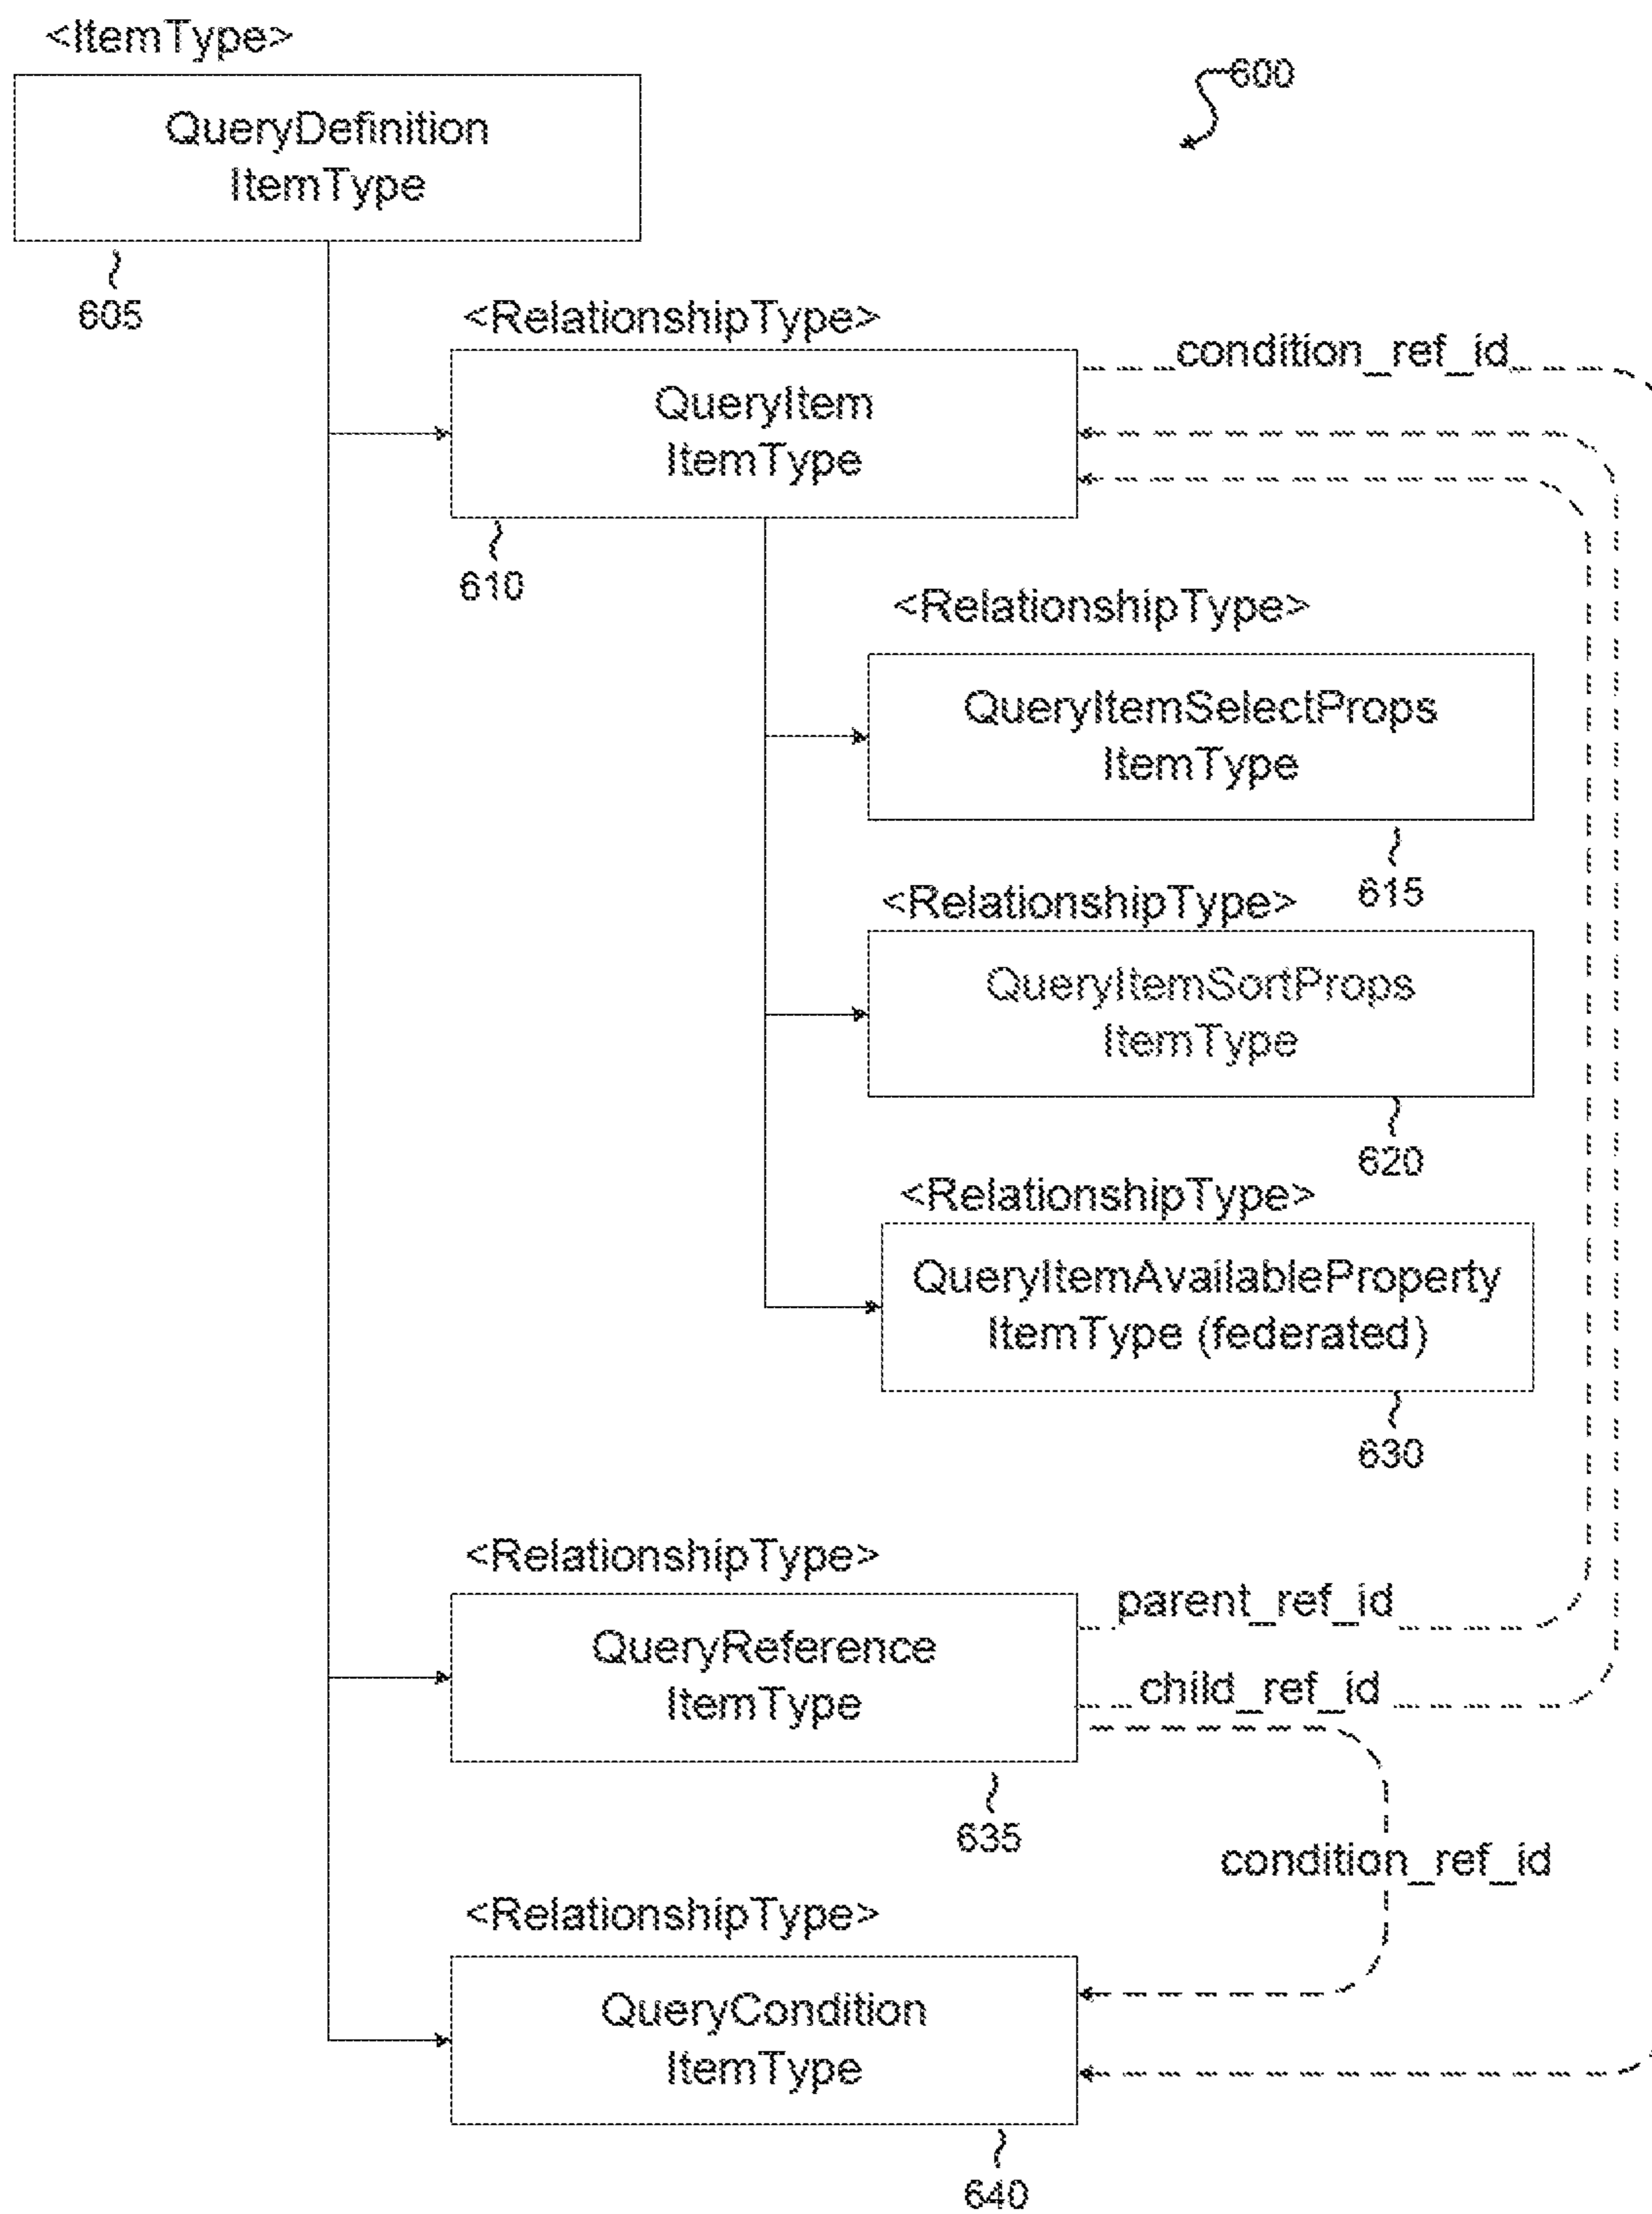 <ItemType>
600
QueryDefinition
ItemType
605
<RelationshipType>
condition_ref_id
QueryItem
ItemType
610
<RelationshipType>
QueryItemSelectProps
ItemType
615
<RelationshipType>
QueryItemSortProps
ItemType
620
<RelationshipType>
QueryItemAvailableProperty
ItemType (federated)
630
<RelationshipType>
parent_ref_id
QueryReference
ItemType
child_ref_id
635
condition_ref_id
<RelationshipType>
QueryCondition
ItemType
640